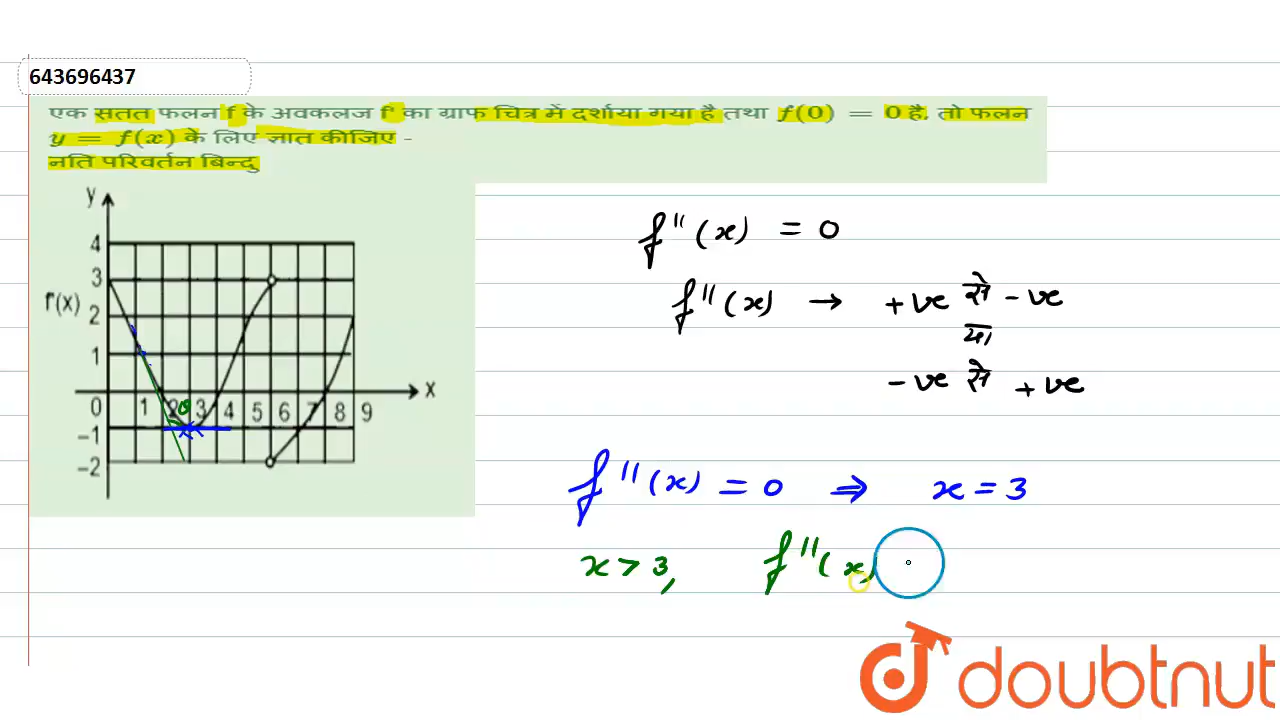 643696437
एक सतत फलन f के अवकलज f' का ग्राफ चित्र में दर्शाया गया है तथा f(0) = 0 है, तो फलन
y = f(x) के लिए ज्ञात कीजिए -
नति परिवर्तन बिन्दु
y
4
3
f'(x)
2
1
x
0 1 2 3 4 5 6 7 8 9
-1
-2
f''(x) = 0
f''(x) → +ve से -ve
या
-ve से +ve
f''(x) = 0 ⇒ x = 3
x > 3, f''(x)
doubtnut